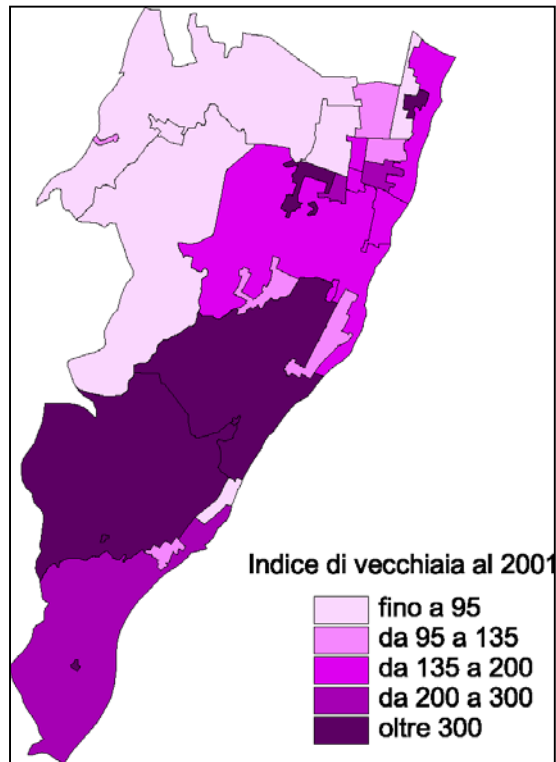 Indice di vecchiaia al 2001
fino a 95
da 95 a 135
da 135 a 200
da 200 a 300
oltre 300